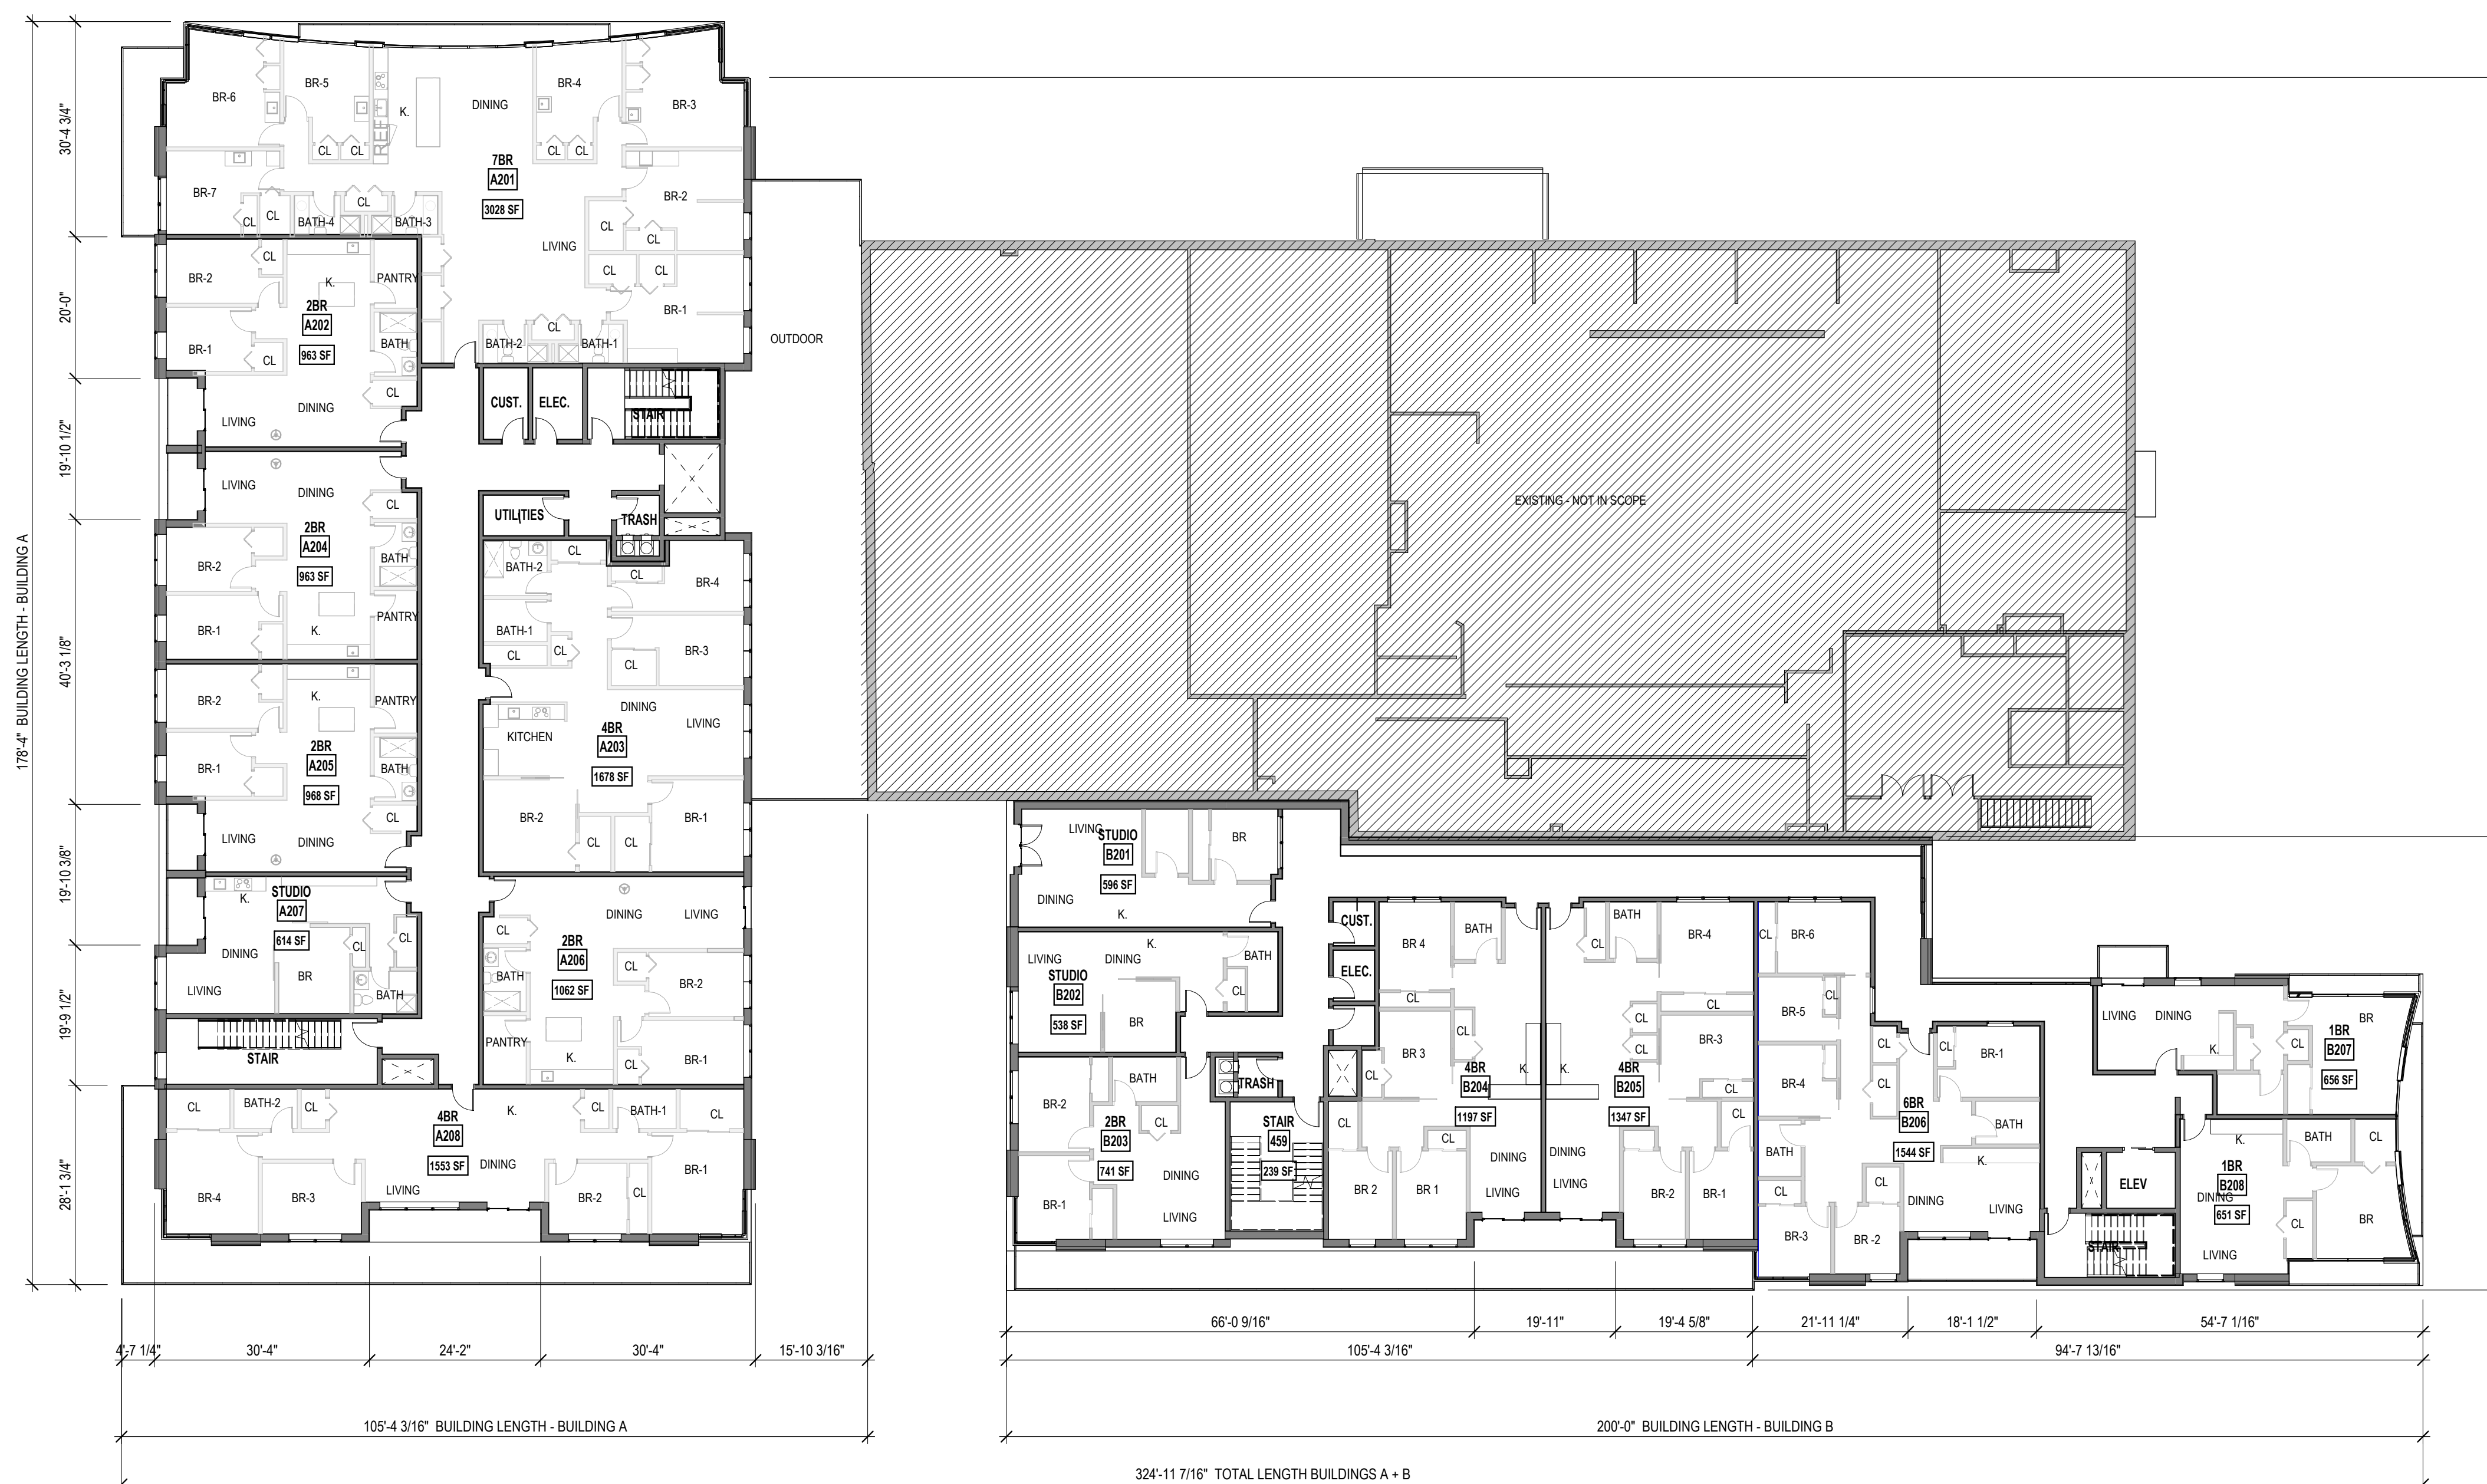 BR-6
BR-5
K.
REF
DINING
BR-4
BR-3
CL
CL
CL
CL
7BR
A201
3028 SF
BR-7
CL
CL
BATH-4
CL
BATH-3
BR-2
CL
CL
LIVING
CL
CL
BR-1
BATH-2
CL
BATH-1
OUTDOOR
BR-2
CL
K.
PANTRY
2BR
A202
963 SF
BR-1
CL
BATH
CL
LIVING
DINING
CUST.
ELEC.
STAIR
LIVING
DINING
CL
2BR
A204
963 SF
BATH
BR-2
BR-1
K.
PANTRY
UTILITIES
TRASH
BATH-2
CL
CL
BR-4
BATH-1
CL
CL
CL
BR-3
DINING
LIVING
KITCHEN
4BR
A203
1678 SF
BR-2
CL
CL
BR-1
BR-2
K.
PANTRY
2BR
A205
968 SF
BR-1
BATH
CL
LIVING
DINING
STUDIO
A207
614 SF
K.
DINING
CL
CL
BR
LIVING
BATH
STAIR
DINING
LIVING
CL
2BR
A206
1062 SF
BATH
CL
BR-2
PANTRY
K.
CL
BR-1
CL
BATH-2
CL
K.
CL
BATH-1
CL
4BR
A208
1553 SF
DINING
BR-1
BR-4
BR-3
LIVING
BR-2
CL
EXISTING - NOT IN SCOPE
LIVING
STUDIO
B201
596 SF
BR
DINING
K.
K.
LIVING
DINING
BATH
STUDIO
B202
538 SF
CL
BR
CUST.
ELEC.
TRASH
BATH
BR-2
2BR
B203
741 SF
CL
BR-1
DINING
LIVING
STAIR
459
239 SF
BR 4
BATH
CL
BR 3
CL
CL
4BR
B204
1197 SF
K.
CL
CL
BR 2
BR 1
DINING
LIVING
BATH
CL
BR-4
CL
CL
CL
BR-3
4BR
B205
1347 SF
K.
CL
CL
DINING
LIVING
BR-2
BR-1
CL
BR-6
BR-5
CL
BR-4
CL
CL
CL
BR-1
6BR
B206
1544 SF
BATH
BATH
CL
CL
K.
DINING
LIVING
BR-3
BR -2
LIVING
DINING
K.
CL
BR
1BR
B207
656 SF
K.
BATH
CL
1BR
B208
DINING
651 SF
CL
BR
LIVING
ELEV
STAIR
178'-4" BUILDING LENGTH - BUILDING A
30'-4 3/4"
20'-0"
19'-10 1/2"
40'-3 1/8"
19'-10 3/8"
19'-9 1/2"
28'-1 3/4"
66'-0 9/16"
19'-11"
19'-4 5/8"
21'-11 1/4"
18'-1 1/2"
54'-7 1/16"
4'-7 1/4"
30'-4"
24'-2"
30'-4"
15'-10 3/16"
105'-4 3/16"
94'-7 13/16"
105'-4 3/16" BUILDING LENGTH - BUILDING A
200'-0" BUILDING LENGTH - BUILDING B
324'-11 7/16" TOTAL LENGTH BUILDINGS A + B